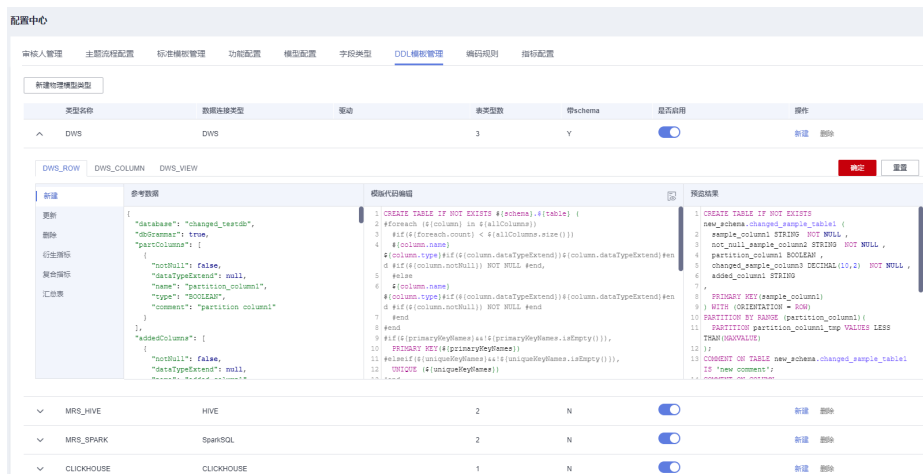 配置中心
审核人管理 主题流程配置 标准模板管理 功能配置 模型配置 字段类型 DDL模板管理 编码规则 指标配置
新建物理模型类型
类型名称 数据连接类型 驱动 表类型数 带schema 是否启用 操作
DWS DWS 3 Y 新建 删除
DWS_ROW DWS_COLUMN DWS_VIEW 确定 重置
新建
更新
删除
衍生指标
复合指标
汇总表
参考数据
{
"database": "changed_testdb",
"dbGrammar": true,
"partColumns": [
{
"notNull": false,
"dataTypeExtend": null,
"name": "partition_column1",
"type": "BOOLEAN",
"comment": "partition column1"
}
],
"addedColumns": [
{
"notNull": false,
"dataTypeExtend": null,
模版代码编辑
1 CREATE TABLE IF NOT EXISTS ${schema}.${table} (
2 #foreach (${column} in ${allColumns})
3 #if(${foreach.count} < ${allColumns.size()})
4 ${column.name}
${column.type}#if(${column.dataTypeExtend})${column.dataTypeExtend}#en
d #if(${column.notNull}) NOT NULL #end,
5 #else
6 ${column.name}
${column.type}#if(${column.dataTypeExtend})${column.dataTypeExtend}#en
d #if(${column.notNull}) NOT NULL #end
7 #end
8 #end
9 #if(${primaryKeyNames}&&!${primaryKeyNames.isEmpty()}),
10 PRIMARY KEY(${primaryKeyNames})
11 #elseif(${uniqueKeyNames}&&!${uniqueKeyNames.isEmpty()}),
12 UNIQUE (${uniqueKeyNames})
预览结果
1 CREATE TABLE IF NOT EXISTS
new_schema.changed_sample_table1 (
2 sample_column1 STRING NOT NULL ,
3 not_null_sample_column2 STRING NOT NULL ,
4 partition_column1 BOOLEAN ,
5 changed_sample_column3 DECIMAL(10,2) NOT NULL ,
6 added_column1 STRING
7 ,
8 PRIMARY KEY(sample_column1)
9 ) WITH (ORIENTATION = ROW)
10 PARTITION BY RANGE (partition_column1)(
11 PARTITION partition_column1_tmp VALUES LESS
THAN(MAXVALUE)
12 );
13 COMMENT ON TABLE new_schema.changed_sample_table1
IS 'new comment';
MRS_HIVE HIVE 2 N 新建 删除
MRS_SPARK SparkSQL 2 N 新建 删除
CLICKHOUSE CLICKHOUSE 1 N 新建 删除